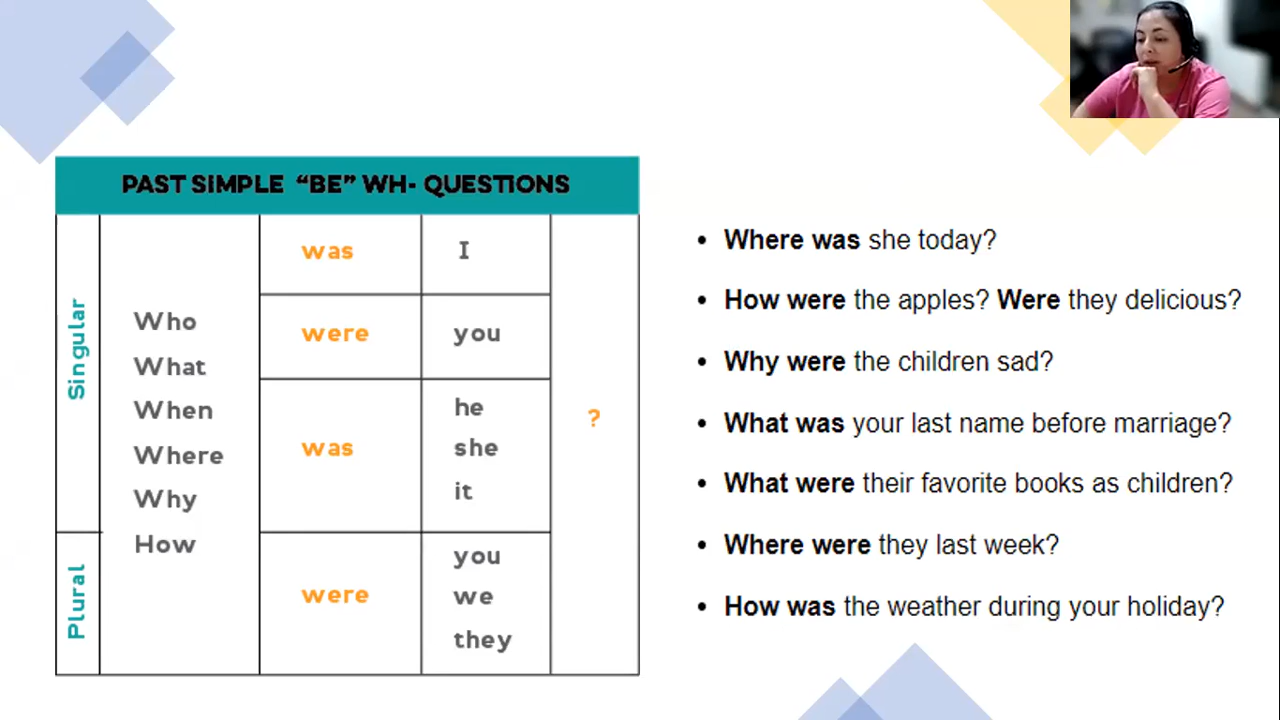 PAST SIMPLE “BE” WH- QUESTIONS
Singular
Plural
Who
What
When
Where
Why
How
was
I
were
you
was
he
she
it
were
you
we
they
?
• Where was she today?
• How were the apples? Were they delicious?
• Why were the children sad?
• What was your last name before marriage?
• What were their favorite books as children?
• Where were they last week?
• How was the weather during your holiday?